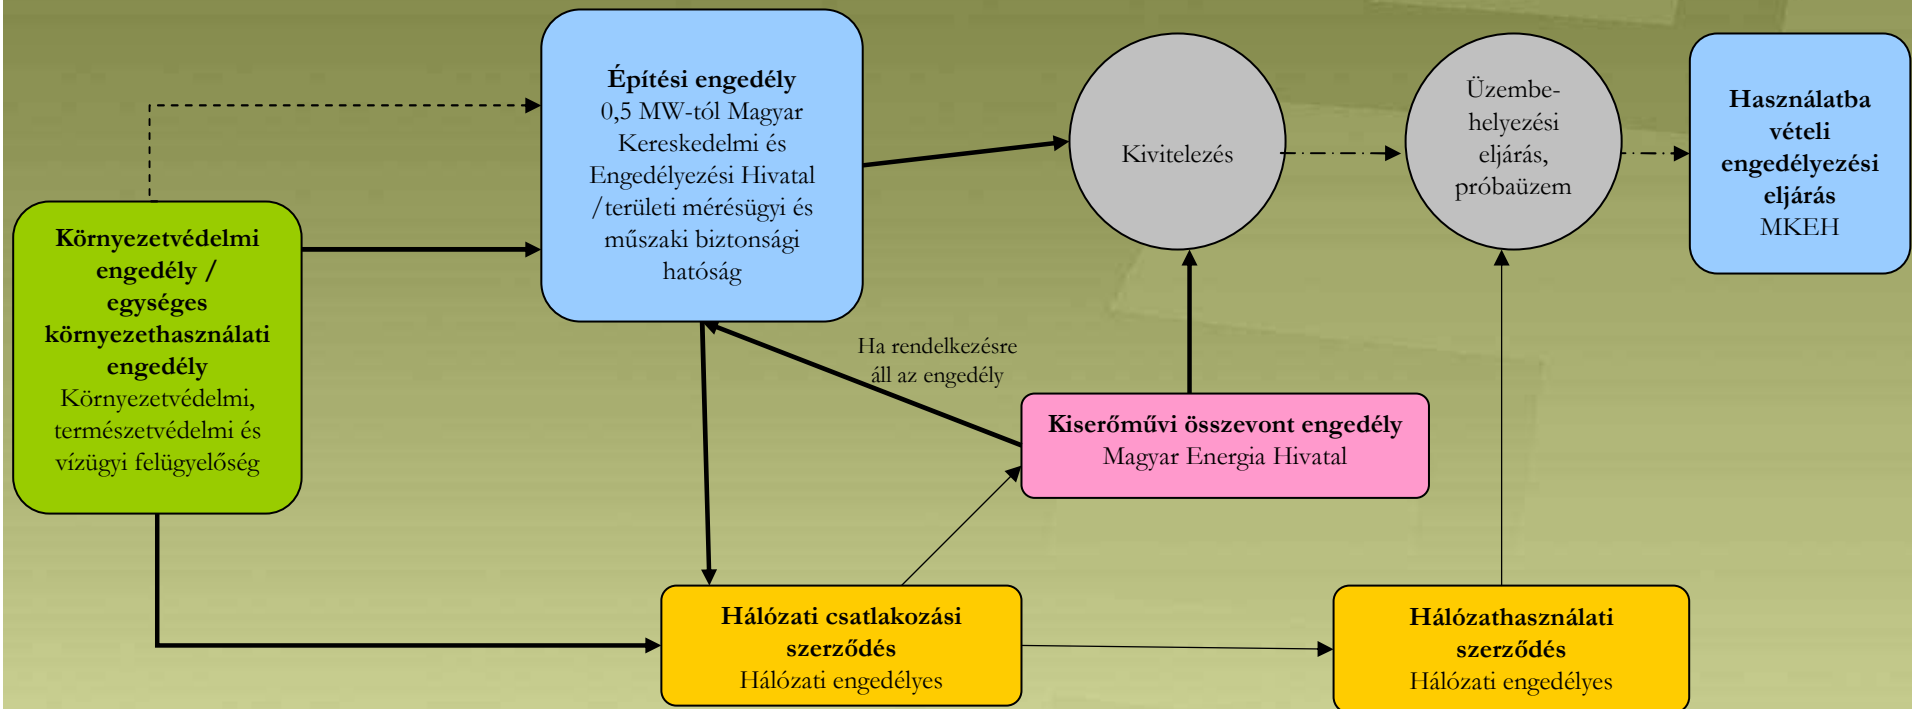 Környezetvédelmi
engedély /
egységes
környezethasználati
engedély
Környezetvédelmi,
természetvédelmi és
vízügyi felügyelőség
Építési engedély
0,5 MW-tól Magyar
Kereskedelmi és
Engedélyezési Hivatal
/területi mérésügyi és
műszaki biztonsági
hatóság
Kivitelezés
Üzembe-
helyezési
eljárás,
próbaüzem
Használatba
vételi
engedélyezési
eljárás
MKEH
Ha rendelkezésre
áll az engedély
Kiserőművi összevont engedély
Magyar Energia Hivatal
Hálózati csatlakozási
szerződés
Hálózati engedélyes
Hálózathasználati
szerződés
Hálózati engedélyes